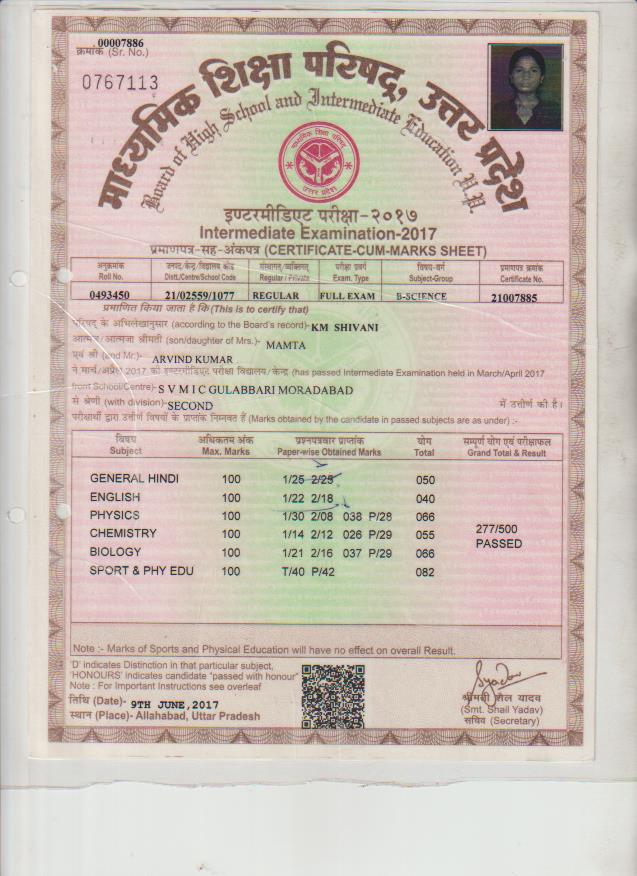 00007886
क्रमांक (Sr. No.)
0767113
माध्यमिक शिक्षा परिषद्, उत्तर प्रदेश
Board of High School and Intermediate Education U.P.
माध्यमिक शिक्षा परिषद
उत्तर प्रदेश
इण्टरमीडिएट परीक्षा-२०१७
Intermediate Examination-2017
प्रमाणपत्र-सह-अंकपत्र (CERTIFICATE-CUM-MARKS SHEET)
अनुक्रमांक जनपद/केन्द्र/विद्यालय कोड संस्थागत/व्यक्तिगत परीक्षा प्रवर्ग विषय-वर्ग प्रमाणपत्र क्रमांक
Roll No. Distt./Centre/School Code Regular / Private Exam. Type Subject-Group Certificate No.
0493450 21/02559/1077 REGULAR FULL EXAM B-SCIENCE 21007885
प्रमाणित किया जाता है कि (This is to certify that)
परिषद के अभिलेखानुसार (according to the Board's record)- KM SHIVANI
आत्मज/आत्मजा श्रीमती (son/daughter of Mrs.)- MAMTA
एवं श्री (and Mr.)- ARVIND KUMAR
ने मार्च/अप्रैल 2017 की इण्टरमीडिएट परीक्षा विद्यालय/केन्द्र (has passed Intermediate Examination held in March/April 2017
from School/Centre)- S V M I C GULABBARI MORADABAD
से श्रेणी (with division)- SECOND में उत्तीर्ण की है।
परीक्षार्थी द्वारा उत्तीर्ण विषयों के प्राप्तांक निम्नवत हैं (Marks obtained by the candidate in passed subjects are as under) :-
विषय अधिकतम अंक प्रश्नपत्रवार प्राप्तांक योग सम्पूर्ण योग एवं परीक्षाफल
Subject Max. Marks Paper-wise Obtained Marks Total Grand Total & Result
GENERAL HINDI 100 1/25 2/25 050
ENGLISH 100 1/22 2/18 040
PHYSICS 100 1/30 2/08 038 P/28 066
CHEMISTRY 100 1/14 2/12 026 P/29 055
277/500
PASSED
BIOLOGY 100 1/21 2/16 037 P/29 066
SPORT & PHY EDU 100 T/40 P/42 082
Note :- Marks of Sports and Physical Education will have no effect on overall Result.
'D' indicates Distinction in that particular subject,
'HONOURS' indicates candidate "passed with honour"
Note : For Important Instructions see overleaf
तिथि (Date)- 9TH JUNE,2017
स्थान (Place)- Allahabad, Uttar Pradesh
Syadav
श्रीमती शैल यादव
(Smt. Shail Yadav)
सचिव (Secretary)